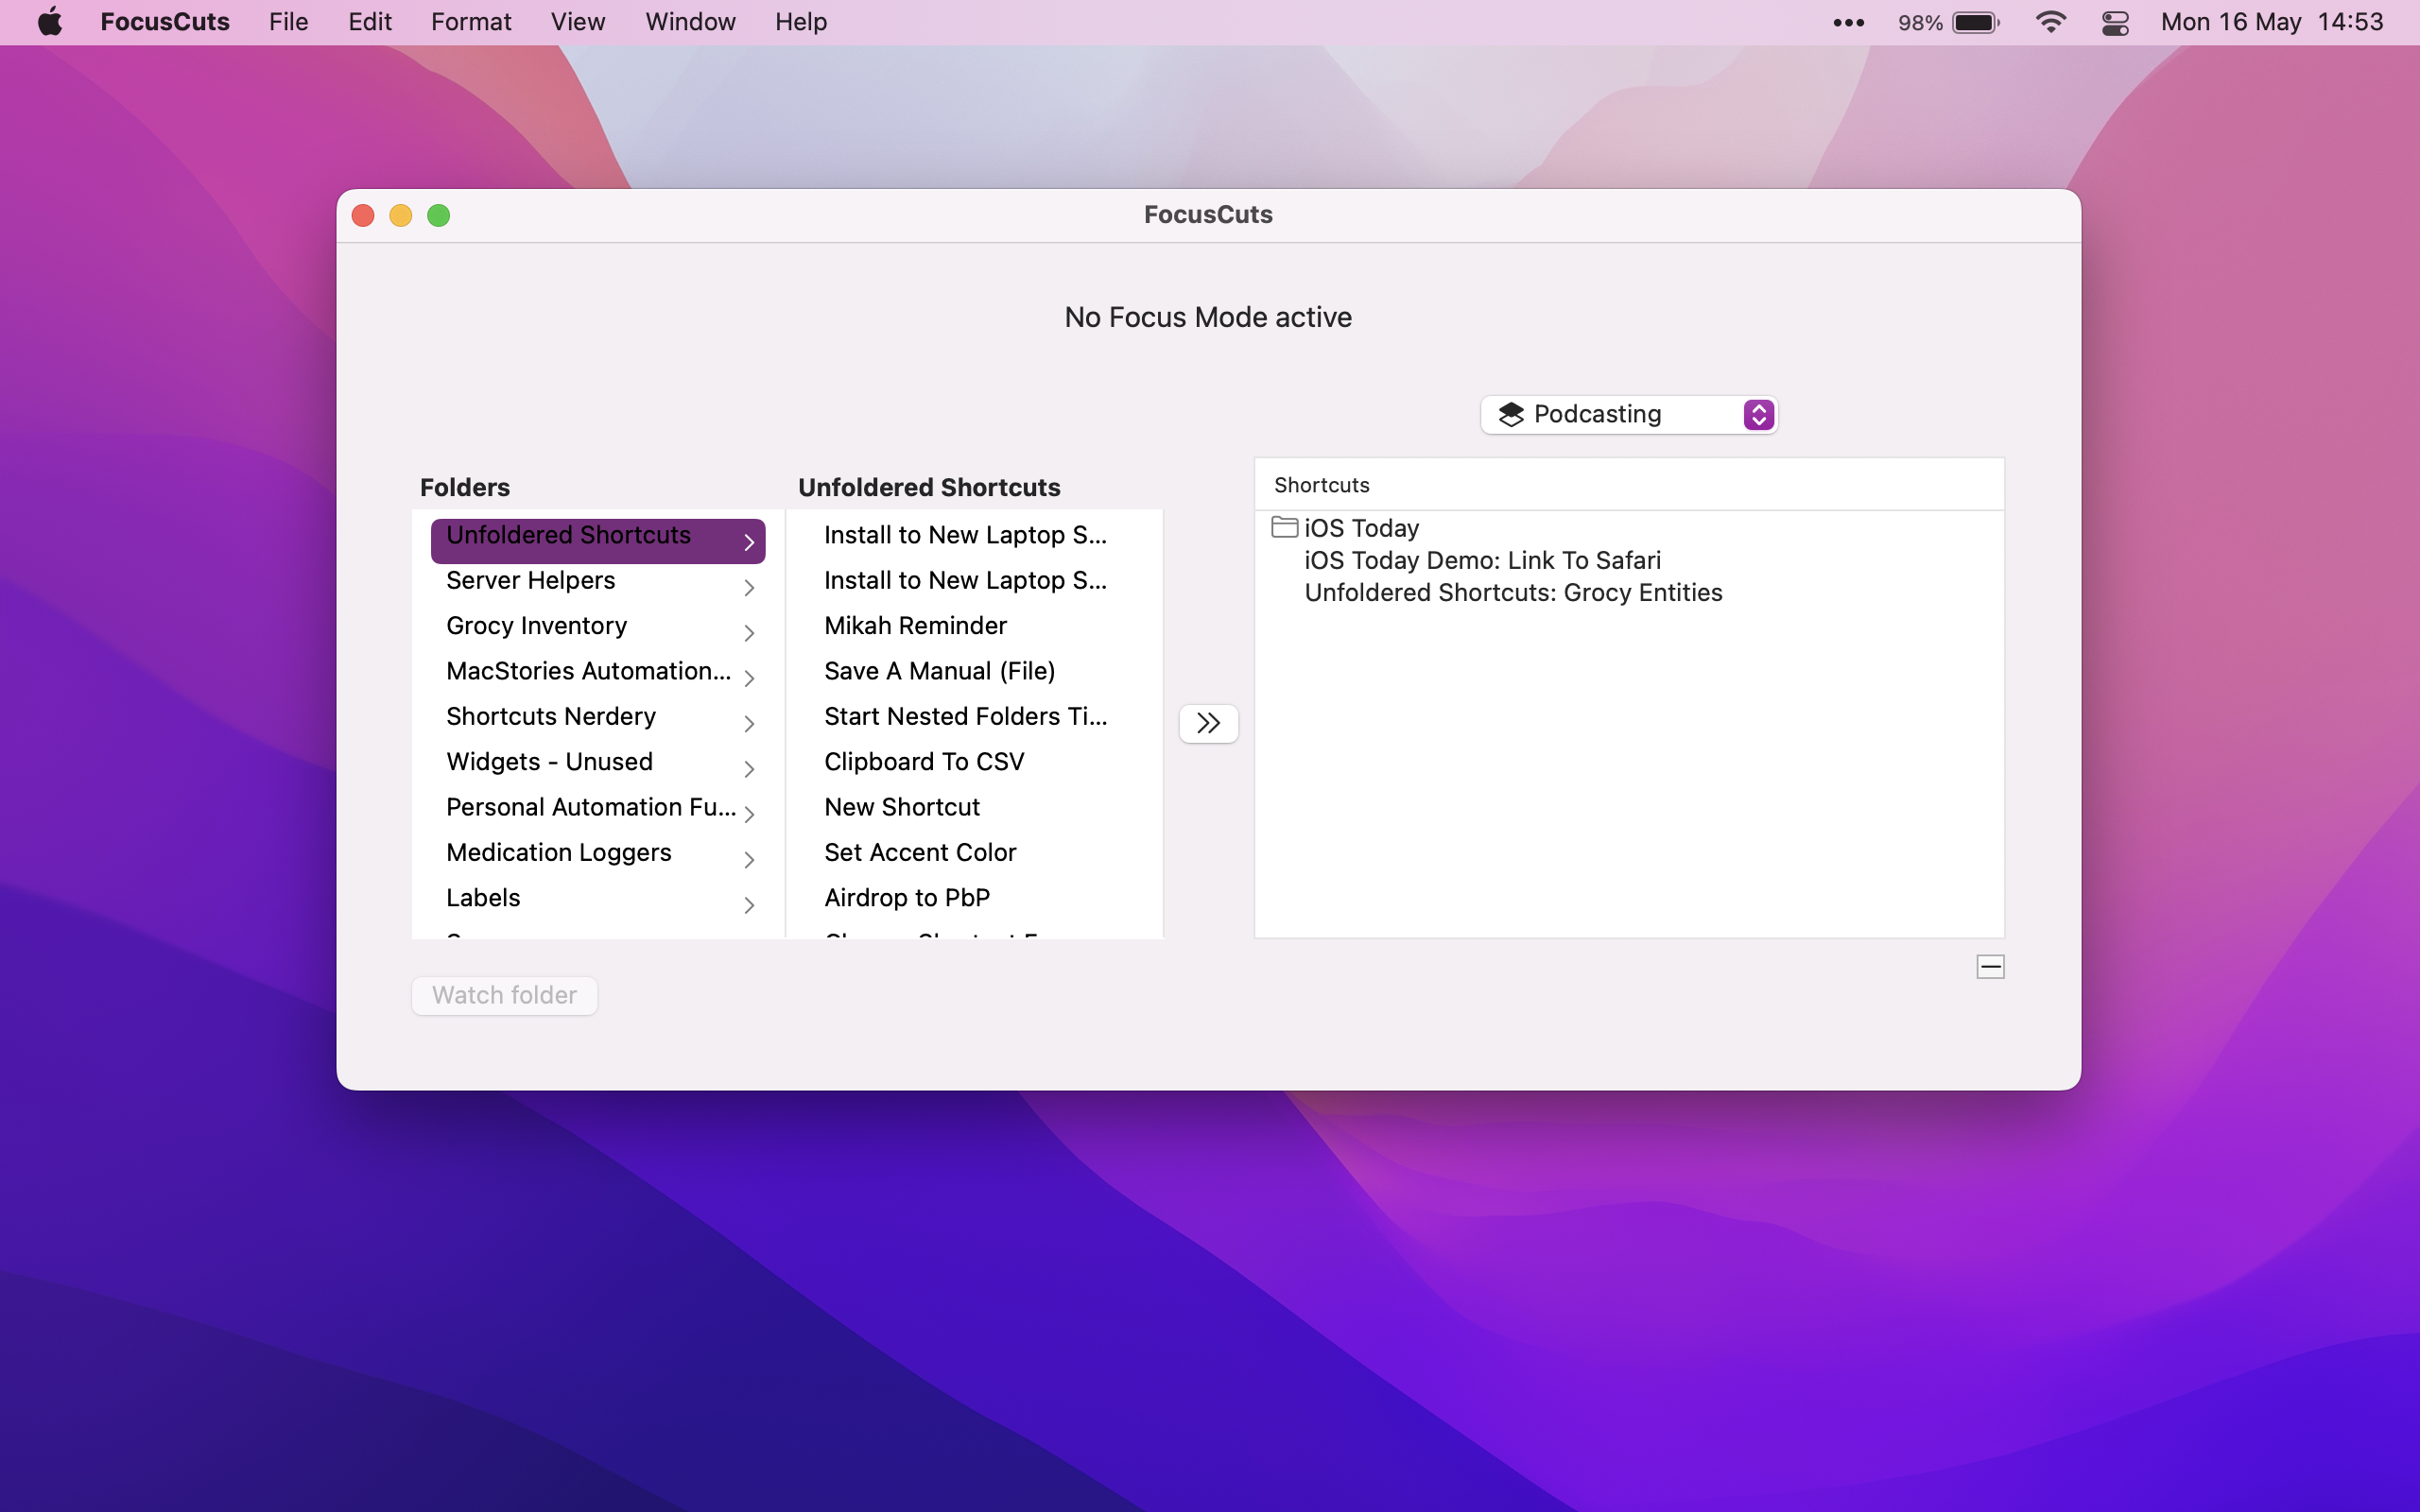 FocusCuts File Edit Format View Window Help ••• 98% Mon 16 May 14:53
FocusCuts
No Focus Mode active
Podcasting
Folders
Unfoldered Shortcuts
Server Helpers
Grocy Inventory
MacStories Automation...
Shortcuts Nerdery
Widgets - Unused
Personal Automation Fu...
Medication Loggers
Labels
Unfoldered Shortcuts
Install to New Laptop S...
Install to New Laptop S...
Mikah Reminder
Save A Manual (File)
Start Nested Folders Ti...
Clipboard To CSV
New Shortcut
Set Accent Color
Airdrop to PbP
Shortcuts
iOS Today
iOS Today Demo: Link To Safari
Unfoldered Shortcuts: Grocy Entities
Watch folder